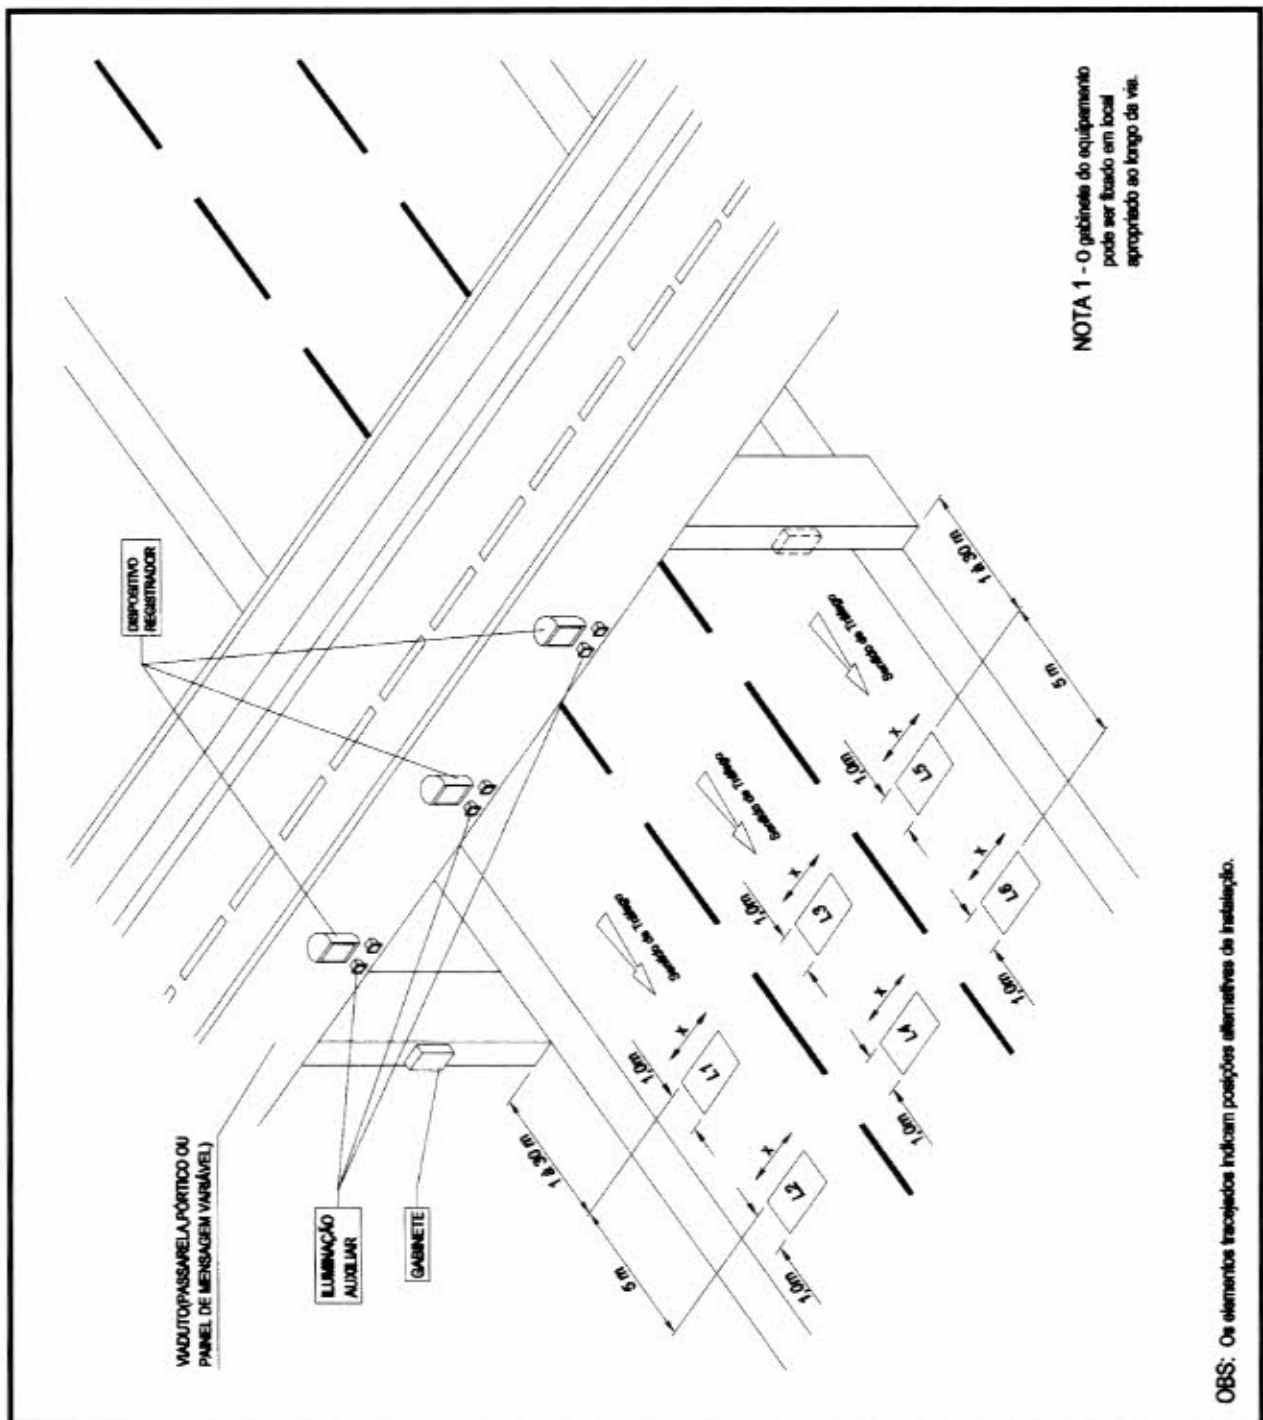 VIADUTO(PASSARELA,PÓRTICO OU
PAINEL DE MENSAGEM VARIÁVEL)
DISPOSITIVO
REGISTRADOR
ILUMINAÇÃO
AUXILIAR
GABINETE
1 à 30 m
5 m
1,0m
1,0m
L1
x
L2
x
Sentido de Tráfego
1,0m
1,0m
L3
x
L4
x
Sentido de Tráfego
1,0m
1,0m
L5
x
L6
x
Sentido de Tráfego
1 à 30 m
5 m
NOTA 1 - O gabinete do equipamento
pode ser fixado em local
apropriado ao longo da via.
OBS: Os elementos tracejados indicam posições alternativas de instalação.